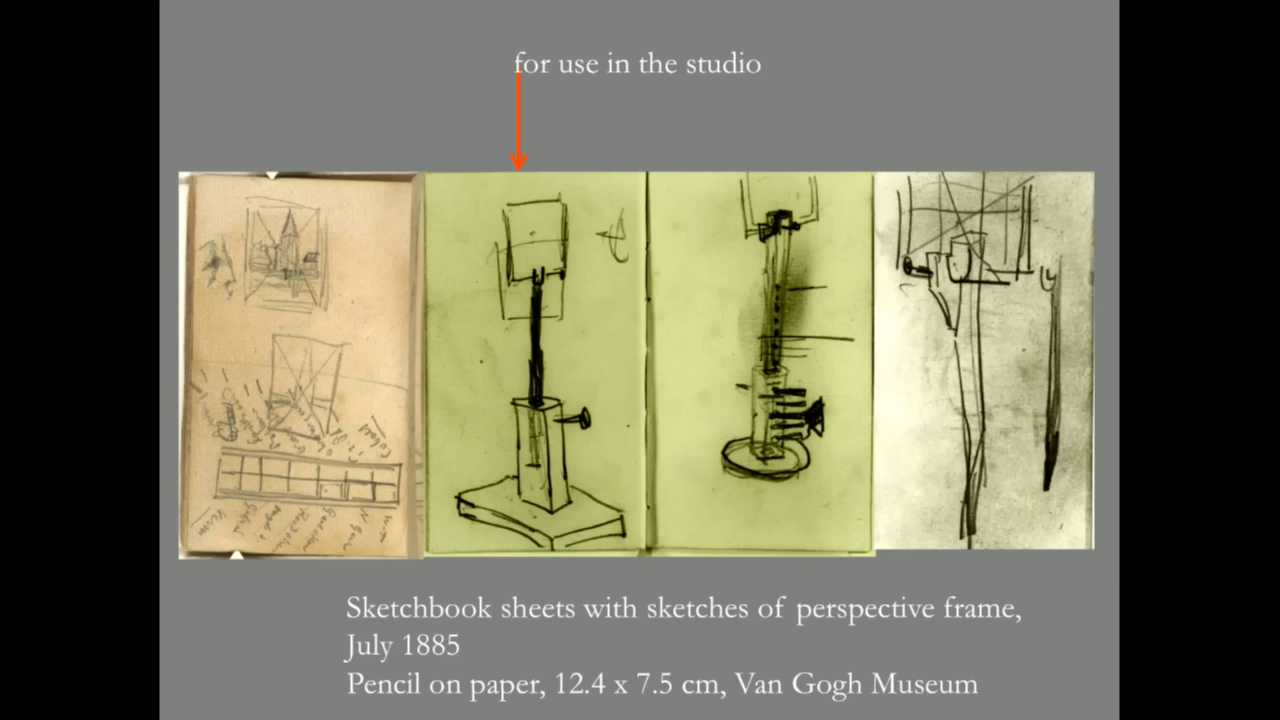 for use in the studio
Sketchbook sheets with sketches of perspective frame,
July 1885
Pencil on paper, 12.4 x 7.5 cm, Van Gogh Museum